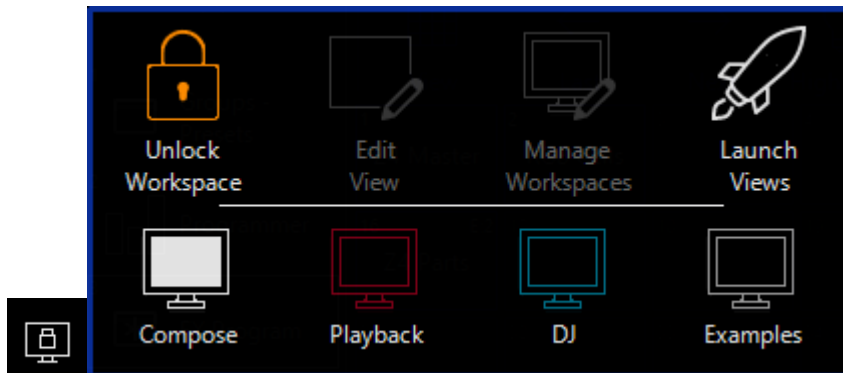 Unlock
Workspace
Edit
View
Manage
Workspaces
Launch
Views
Compose
Playback
DJ
Examples